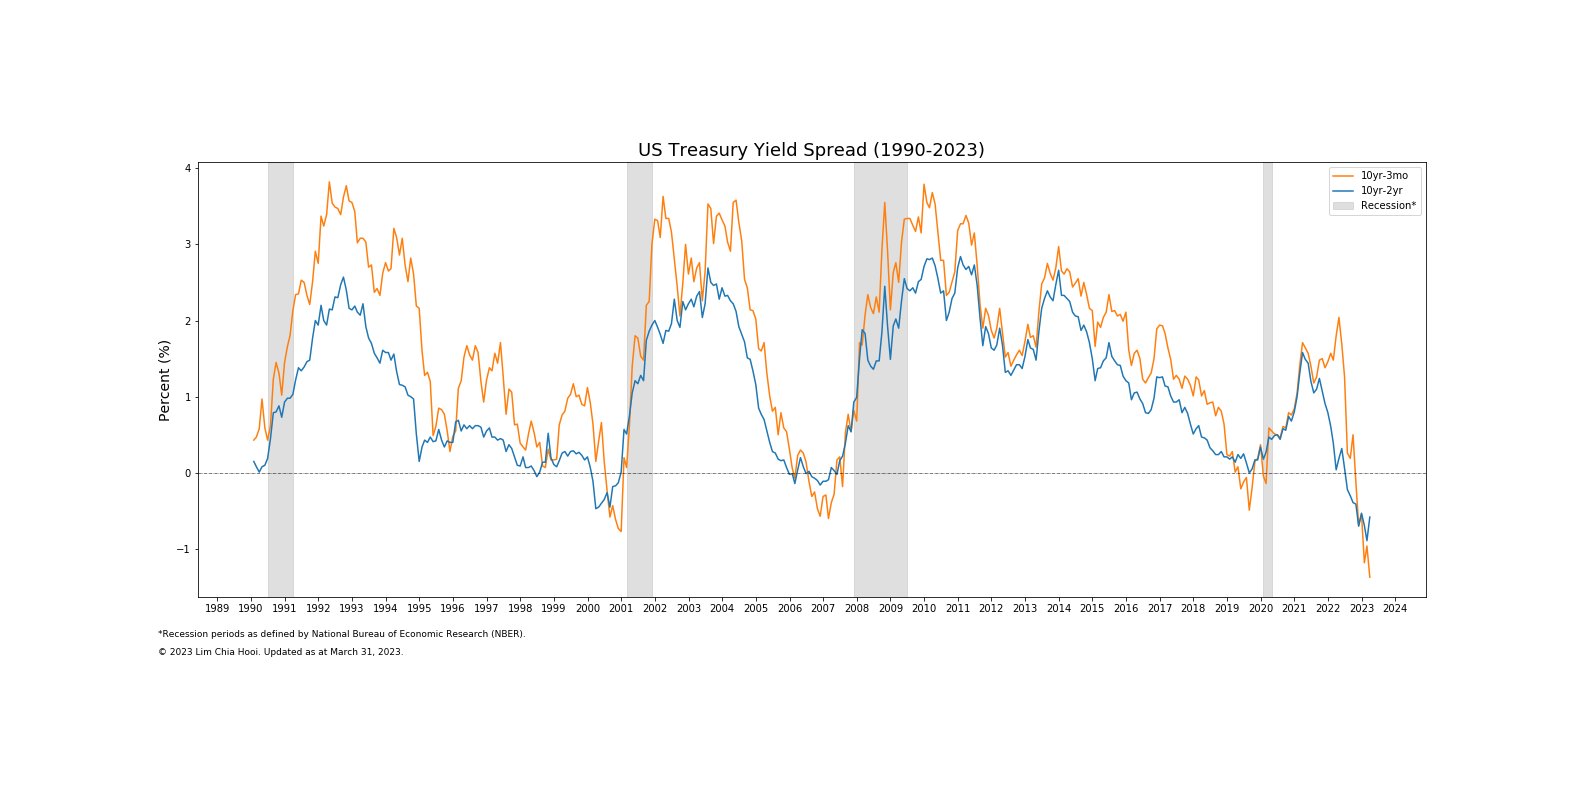 US Treasury Yield Spread (1990-2023)
10yr-3mo
10yr-2yr
Recession*
Percent (%)
4
3
2
1
0
−1
1989 1990 1991 1992 1993 1994 1995 1996 1997 1998 1999 2000 2001 2002 2003 2004 2005 2006 2007 2008 2009 2010 2011 2012 2013 2014 2015 2016 2017 2018 2019 2020 2021 2022 2023 2024
*Recession periods as defined by National Bureau of Economic Research (NBER).
© 2023 Lim Chia Hooi. Updated as at March 31, 2023.